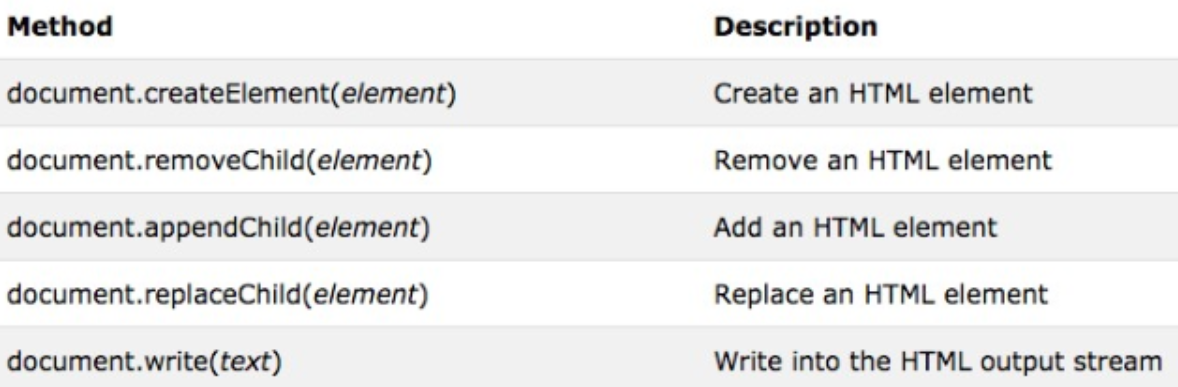 Method Description
document.createElement(element) Create an HTML element
document.removeChild(element) Remove an HTML element
document.appendChild(element) Add an HTML element
document.replaceChild(element) Replace an HTML element
document.write(text) Write into the HTML output stream